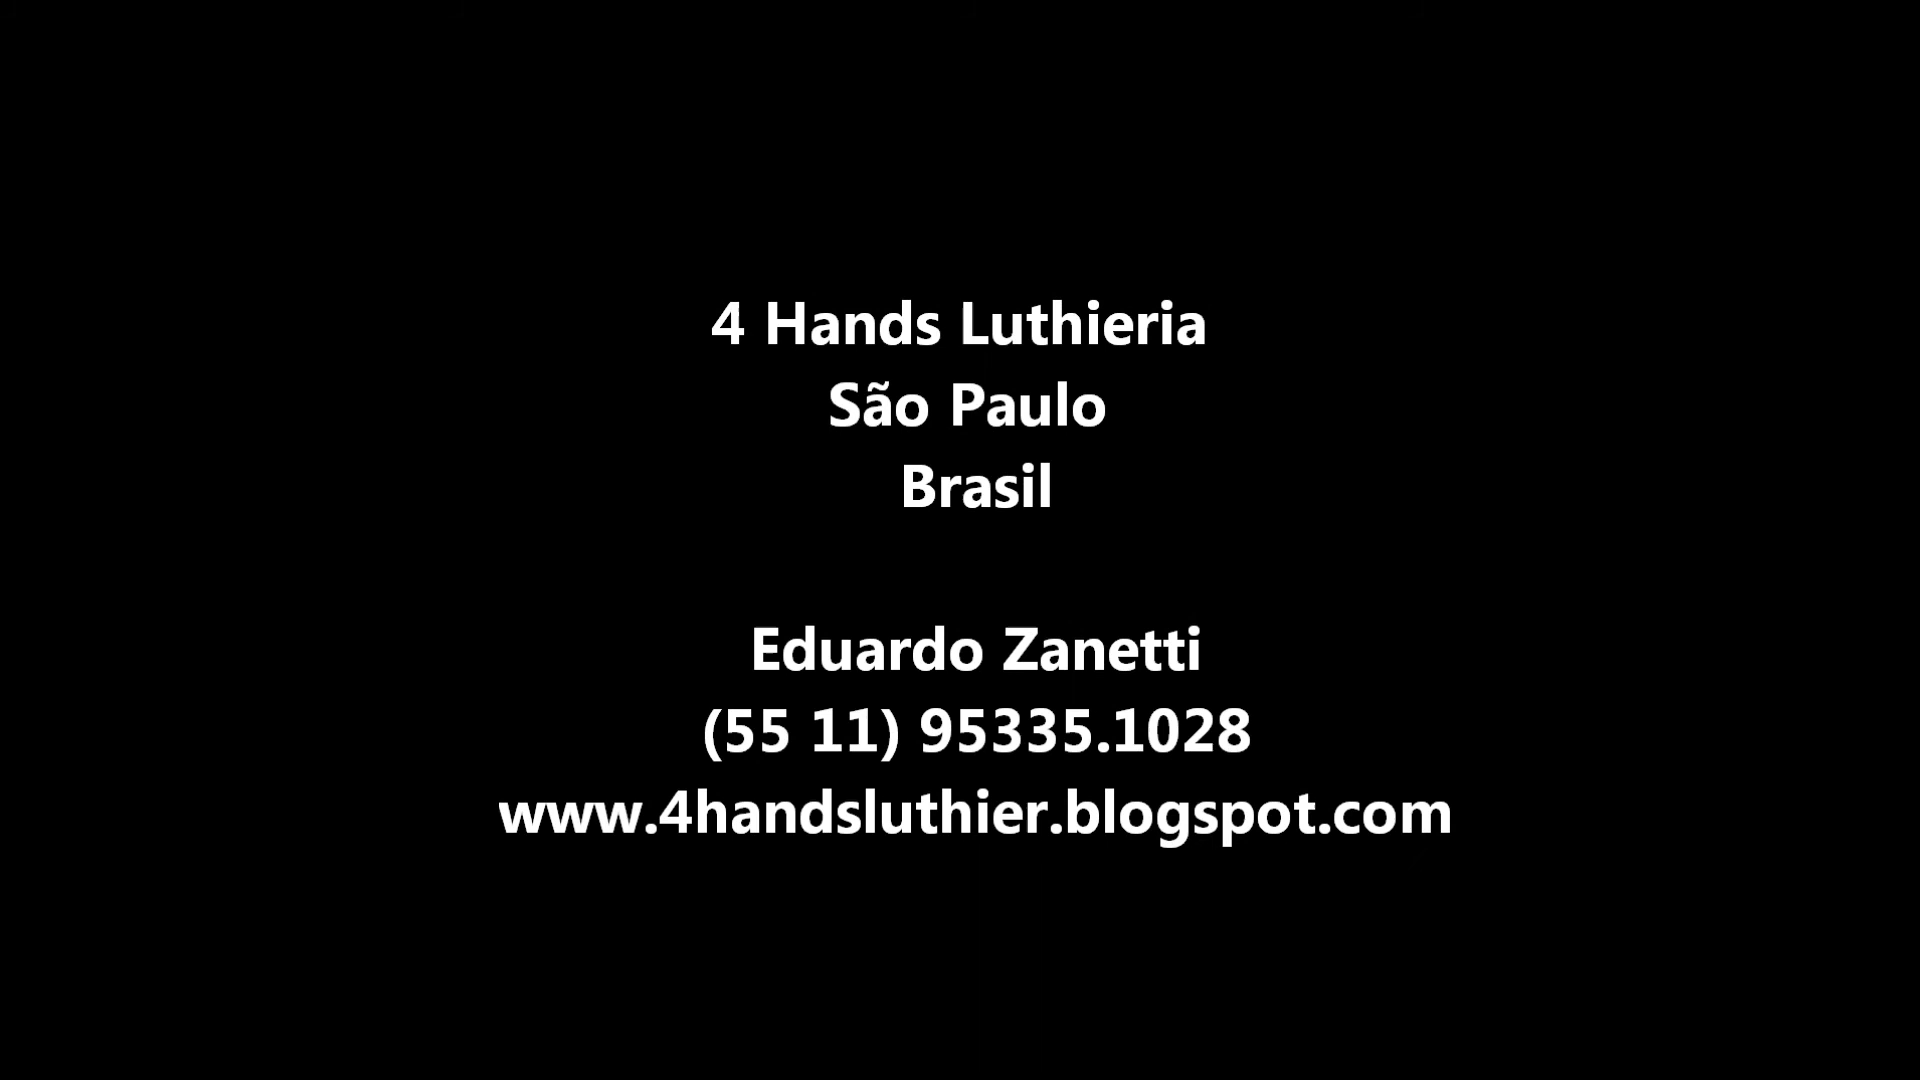 4 Hands Luthieria
São Paulo
Brasil
Eduardo Zanetti
(55 11) 95335.1028
www.4handsluthier.blogspot.com